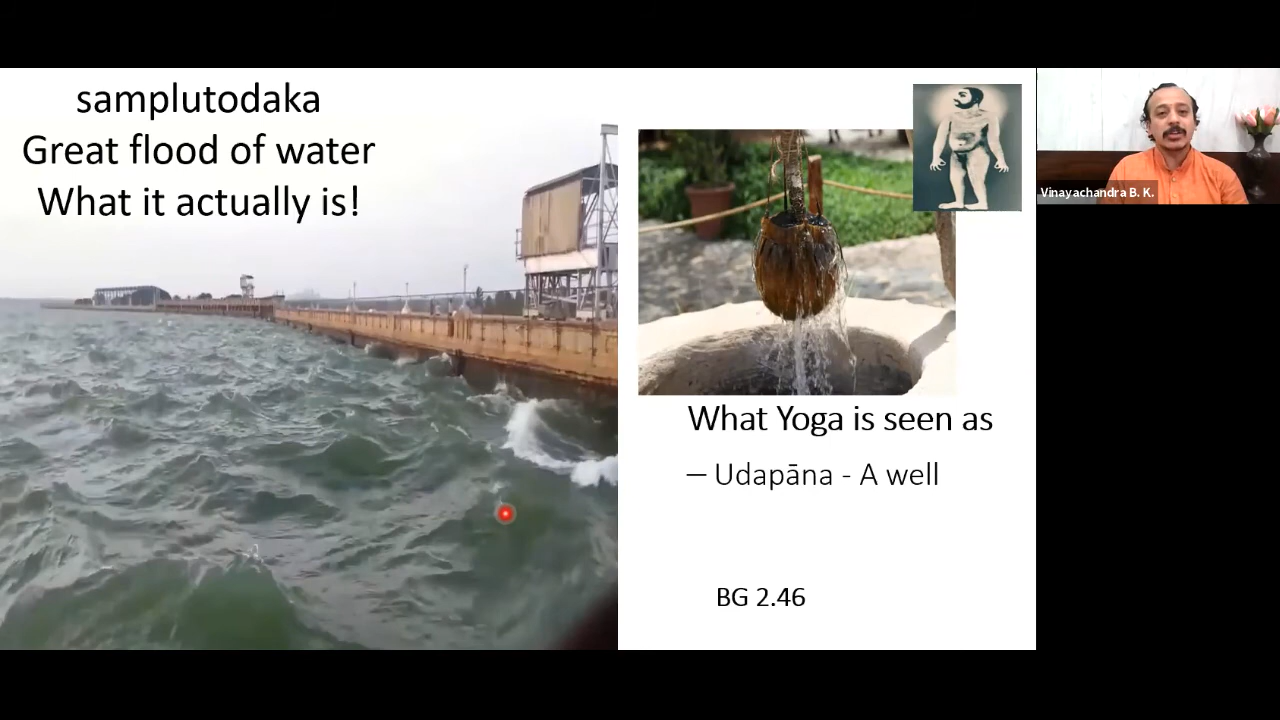 samplutodaka
Great flood of water
What it actually is!
What Yoga is seen as
– Udapāna - A well
BG 2.46
Vinayachandra B. K.